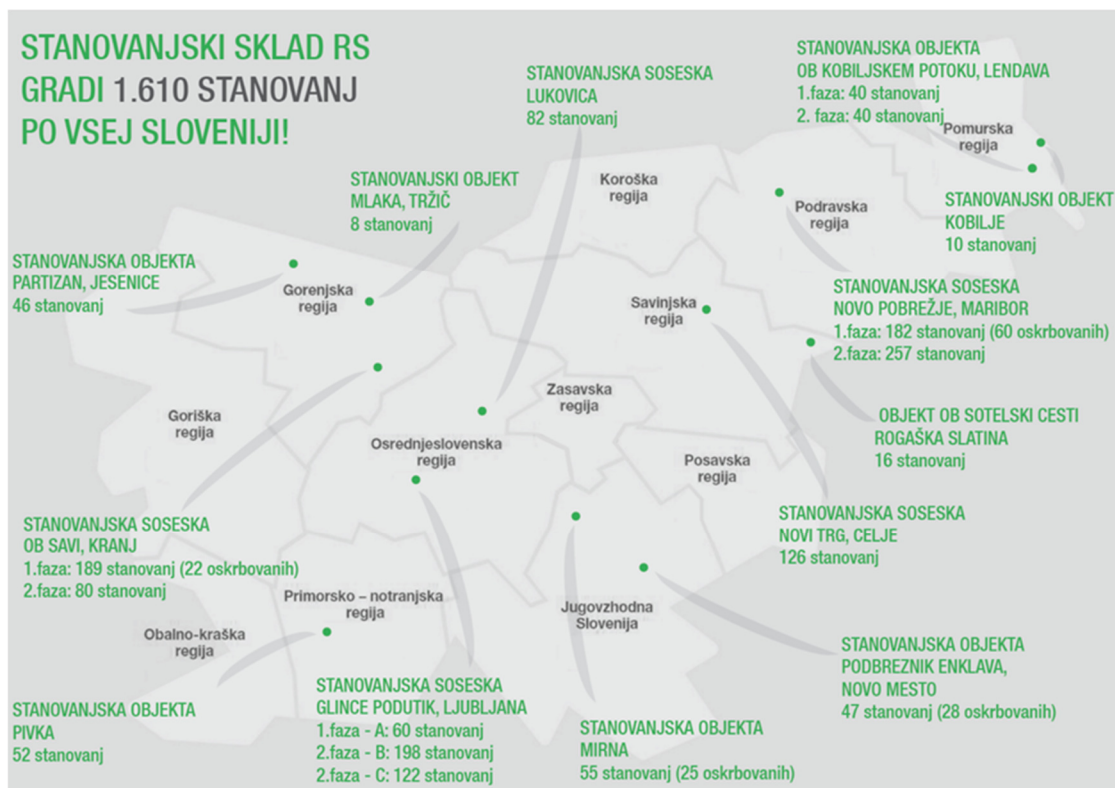 STANOVANJSKI SKLAD RS
GRADI 1.610 STANOVANJ
PO VSEJ SLOVENIJI!
STANOVANJSKA SOSESKA
LUKOVICA
82 stanovanj
STANOVANJSKA OBJEKTA
OB KOBILJSKEM POTOKU, LENDAVA
1.faza: 40 stanovanj
2. faza: 40 stanovanj
Pomurska
regija
STANOVANJSKI OBJEKT
MLAKA, TRŽIČ
8 stanovanj
Koroška
regija
Podravska
regija
STANOVANJSKI OBJEKT
KOBILJE
10 stanovanj
STANOVANJSKA OBJEKTA
PARTIZAN, JESENICE
46 stanovanj
Gorenjska
regija
Savinjska
regija
STANOVANJSKA SOSESKA
NOVO POBREŽJE, MARIBOR
1.faza: 182 stanovanj (60 oskrbovanih)
2.faza: 257 stanovanj
Goriška
regija
Zasavska
regija
Osrednjeslovenska
regija
Posavska
regija
OBJEKT OB SOTELSKI CESTI
ROGAŠKA SLATINA
16 stanovanj
STANOVANJSKA SOSESKA
OB SAVI, KRANJ
1.faza: 189 stanovanj (22 oskrbovanih)
2.faza: 80 stanovanj
STANOVANJSKA SOSESKA
NOVI TRG, CELJE
126 stanovanj
Primorsko – notranjska
regija
Obalno-kraška
regija
Jugovzhodna
Slovenija
STANOVANJSKA OBJEKTA
PODBREZNIK ENKLAVA,
NOVO MESTO
47 stanovanj (28 oskrbovanih)
STANOVANJSKA OBJEKTA
PIVKA
52 stanovanj
STANOVANJSKA SOSESKA
GLINCE PODUTIK, LJUBLJANA
1.faza - A: 60 stanovanj
2.faza - B: 198 stanovanj
2.faza - C: 122 stanovanj
STANOVANJSKA OBJEKTA
MIRNA
55 stanovanj (25 oskrbovanih)